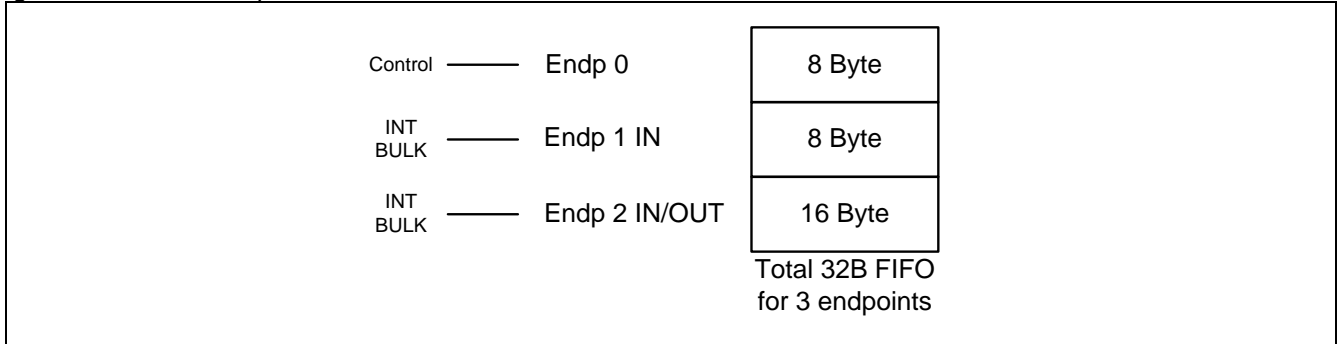 Control Endp 0 8 Byte
INT
BULK Endp 1 IN 8 Byte
INT
BULK Endp 2 IN/OUT 16 Byte
Total 32B FIFO
for 3 endpoints